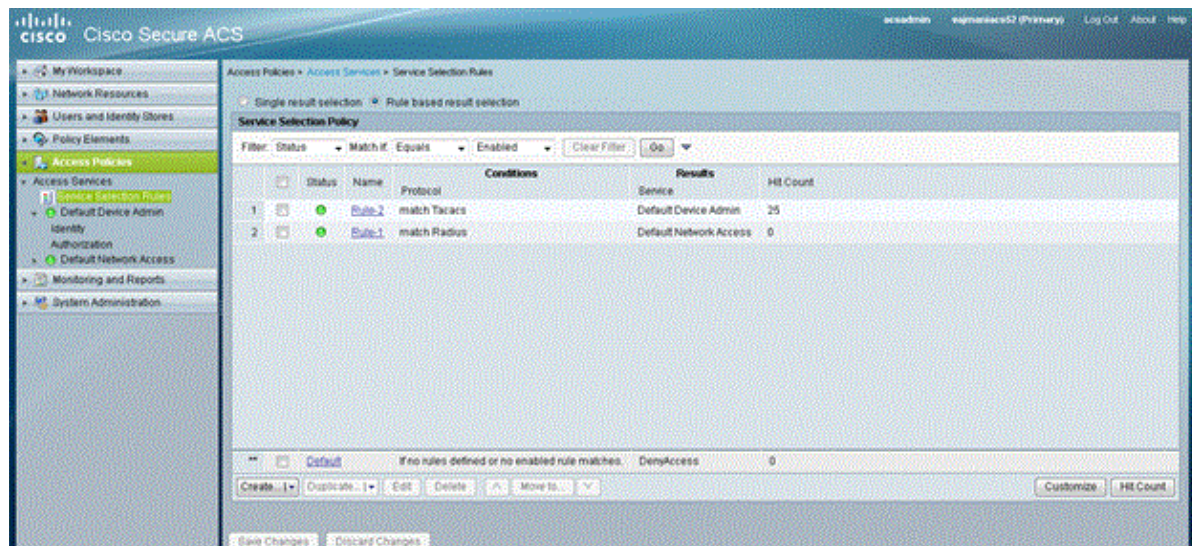 cisco Cisco Secure ACS
acsadmin (Primary) Log Out About Help
My Workspace
Network Resources
Users and Identity Stores
Policy Elements
Access Policies
Access Services
Service Selection Rules
Default Device Admin
Identity
Authorization
Default Network Access
Monitoring and Reports
System Administration
Access Policies > Access Services > Service Selection Rules
Single result selection Rule based result selection
Service Selection Policy
Filter: Status Match if: Equals Enabled Clear Filter Go
Conditions Results
Status Name Protocol Service Hit Count
1 Rule-2 match Tacacs Default Device Admin 25
2 Rule-1 match Radius Default Network Access 0
** Default If no rules defined or no enabled rule matches. DenyAccess 0
Create... Duplicate... Edit Delete Move to... Customize Hit Count
Save Changes Discard Changes